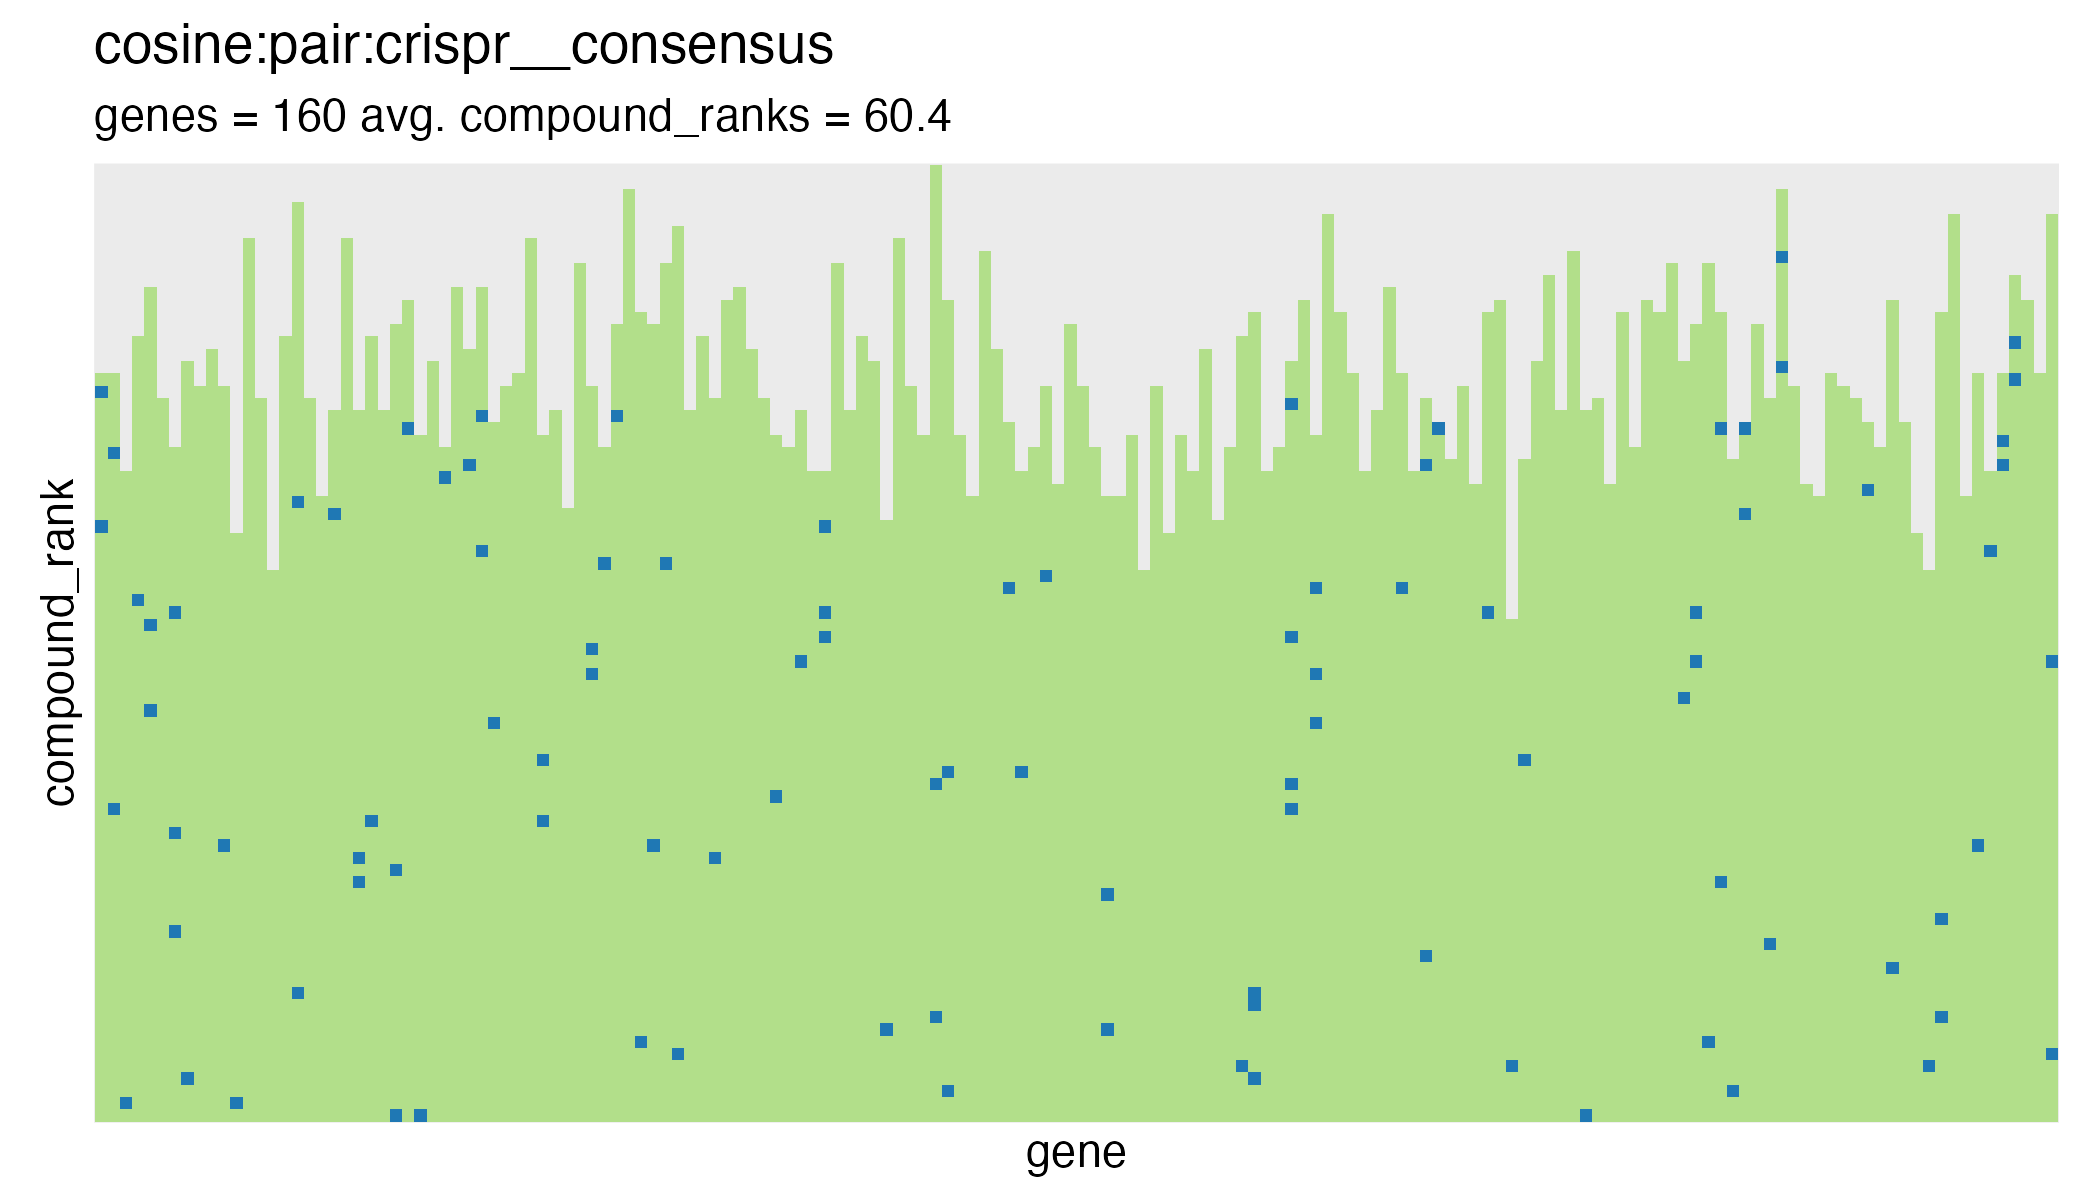 cosine:pair:crispr__consensus
genes = 160 avg. compound_ranks = 60.4
compound_rank
gene